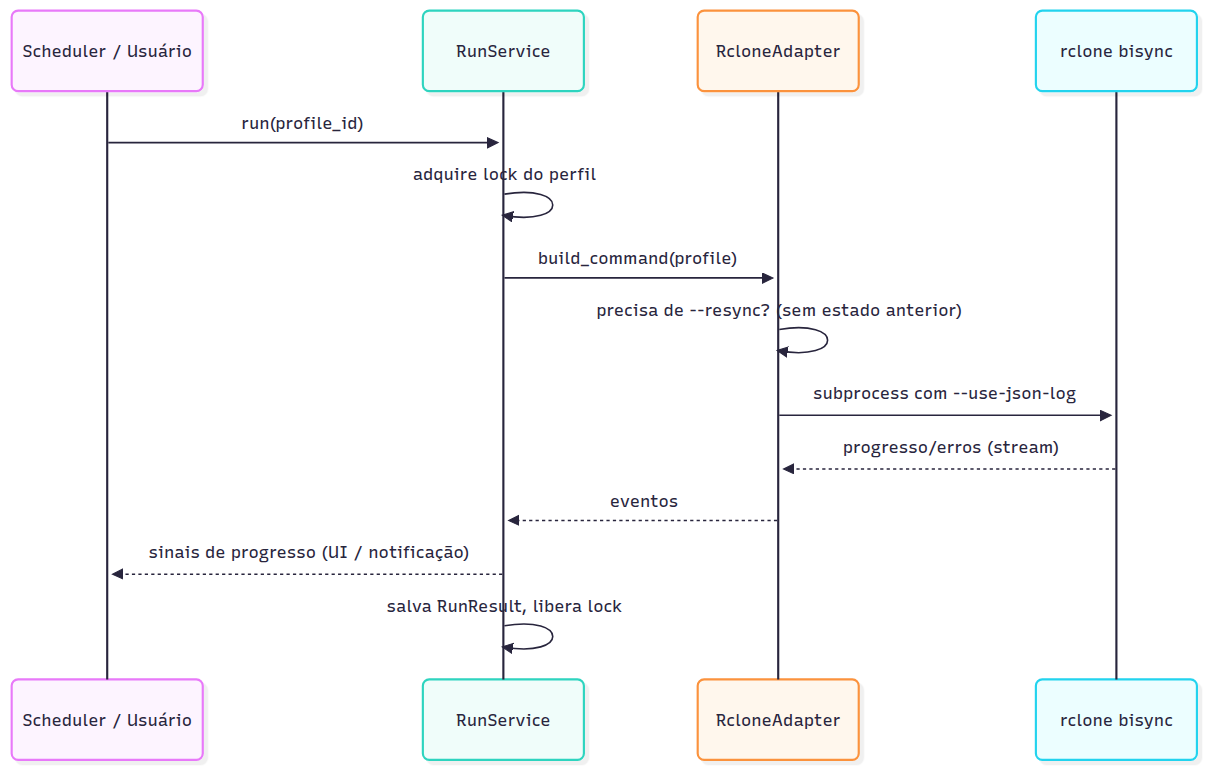 Scheduler / Usuário
RunService
RcloneAdapter
rclone bisync
run(profile_id)
adquire lock do perfil
build_command(profile)
precisa de --resync? (sem estado anterior)
subprocess com --use-json-log
progresso/erros (stream)
eventos
sinais de progresso (UI / notificação)
salva RunResult, libera lock
Scheduler / Usuário
RunService
RcloneAdapter
rclone bisync